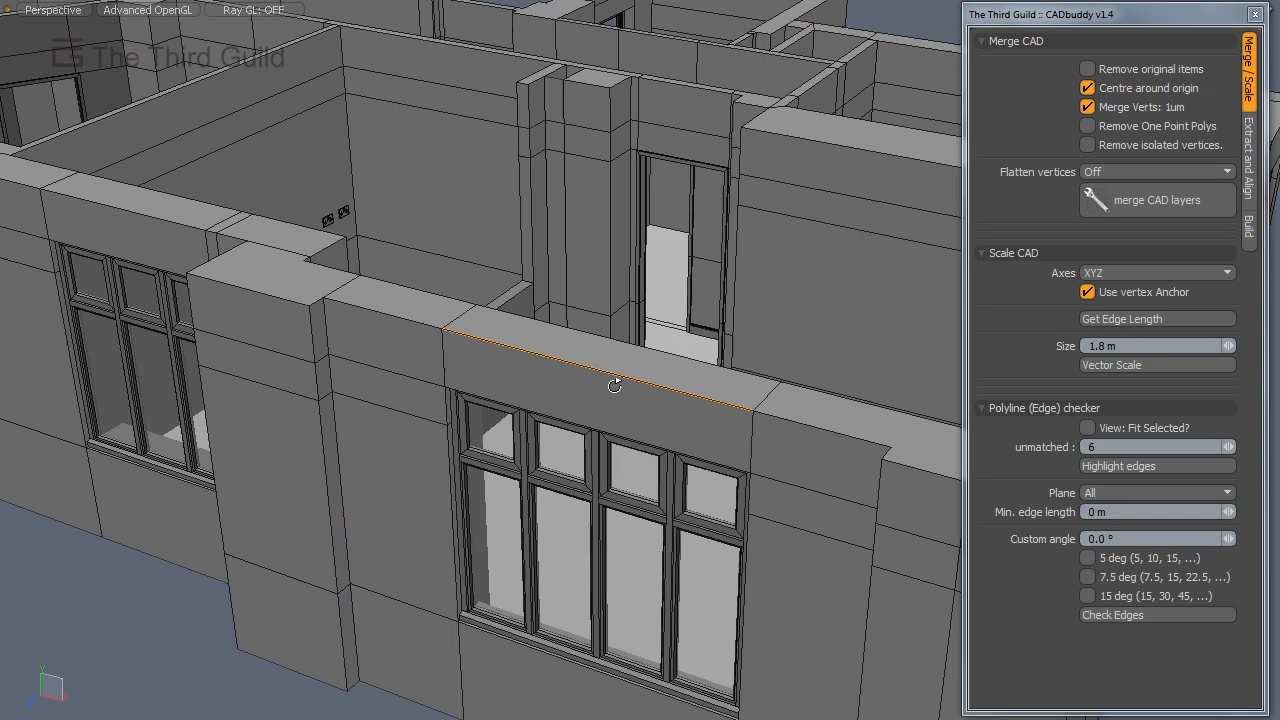 Perspective
Advanced OpenGL
Ray GL: OFF
The Third Guild
The Third Guild :: CADbuddy v1.4
Merge CAD
Remove original items
Centre around origin
Merge Verts: 1um
Remove One Point Polys
Remove isolated vertices.
Flatten vertices Off
merge CAD layers
Scale CAD
Axes XYZ
Use vertex Anchor
Get Edge Length
Size 1.8 m
Vector Scale
Polyline (Edge) checker
View: Fit Selected?
unmatched : 6
Highlight edges
Plane All
Min. edge length 0 m
Custom angle 0.0 °
5 deg (5, 10, 15, ...)
7.5 deg (7.5, 15, 22.5, ...)
15 deg (15, 30, 45, ...)
Check Edges
Merge / Scale
Extract and Align
Build
Y